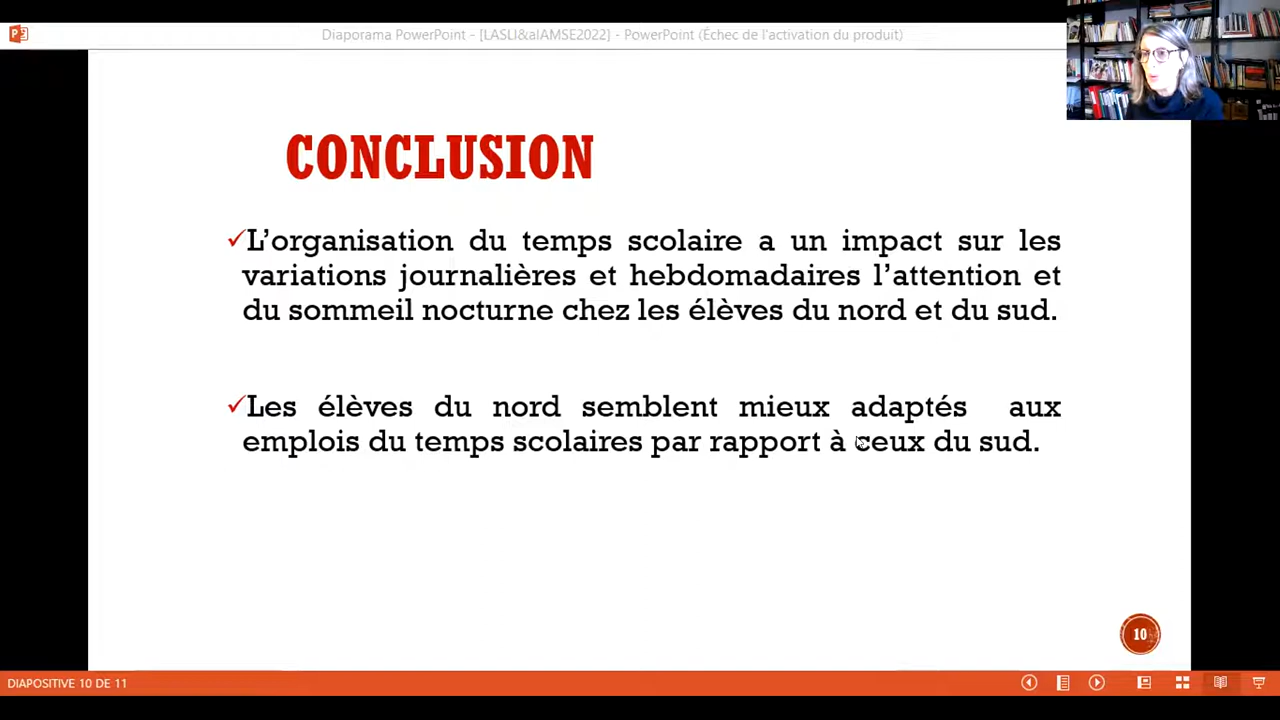 Diaporama PowerPoint - [LASLI&alAMSE2022] - PowerPoint (Échec de l'activation du produit)
CONCLUSION
✓L'organisation du temps scolaire a un impact sur les
variations journalières et hebdomadaires l'attention et
du sommeil nocturne chez les élèves du nord et du sud.
✓Les élèves du nord semblent mieux adaptés aux
emplois du temps scolaires par rapport à ceux du sud.
10
DIAPOSITIVE 10 DE 11